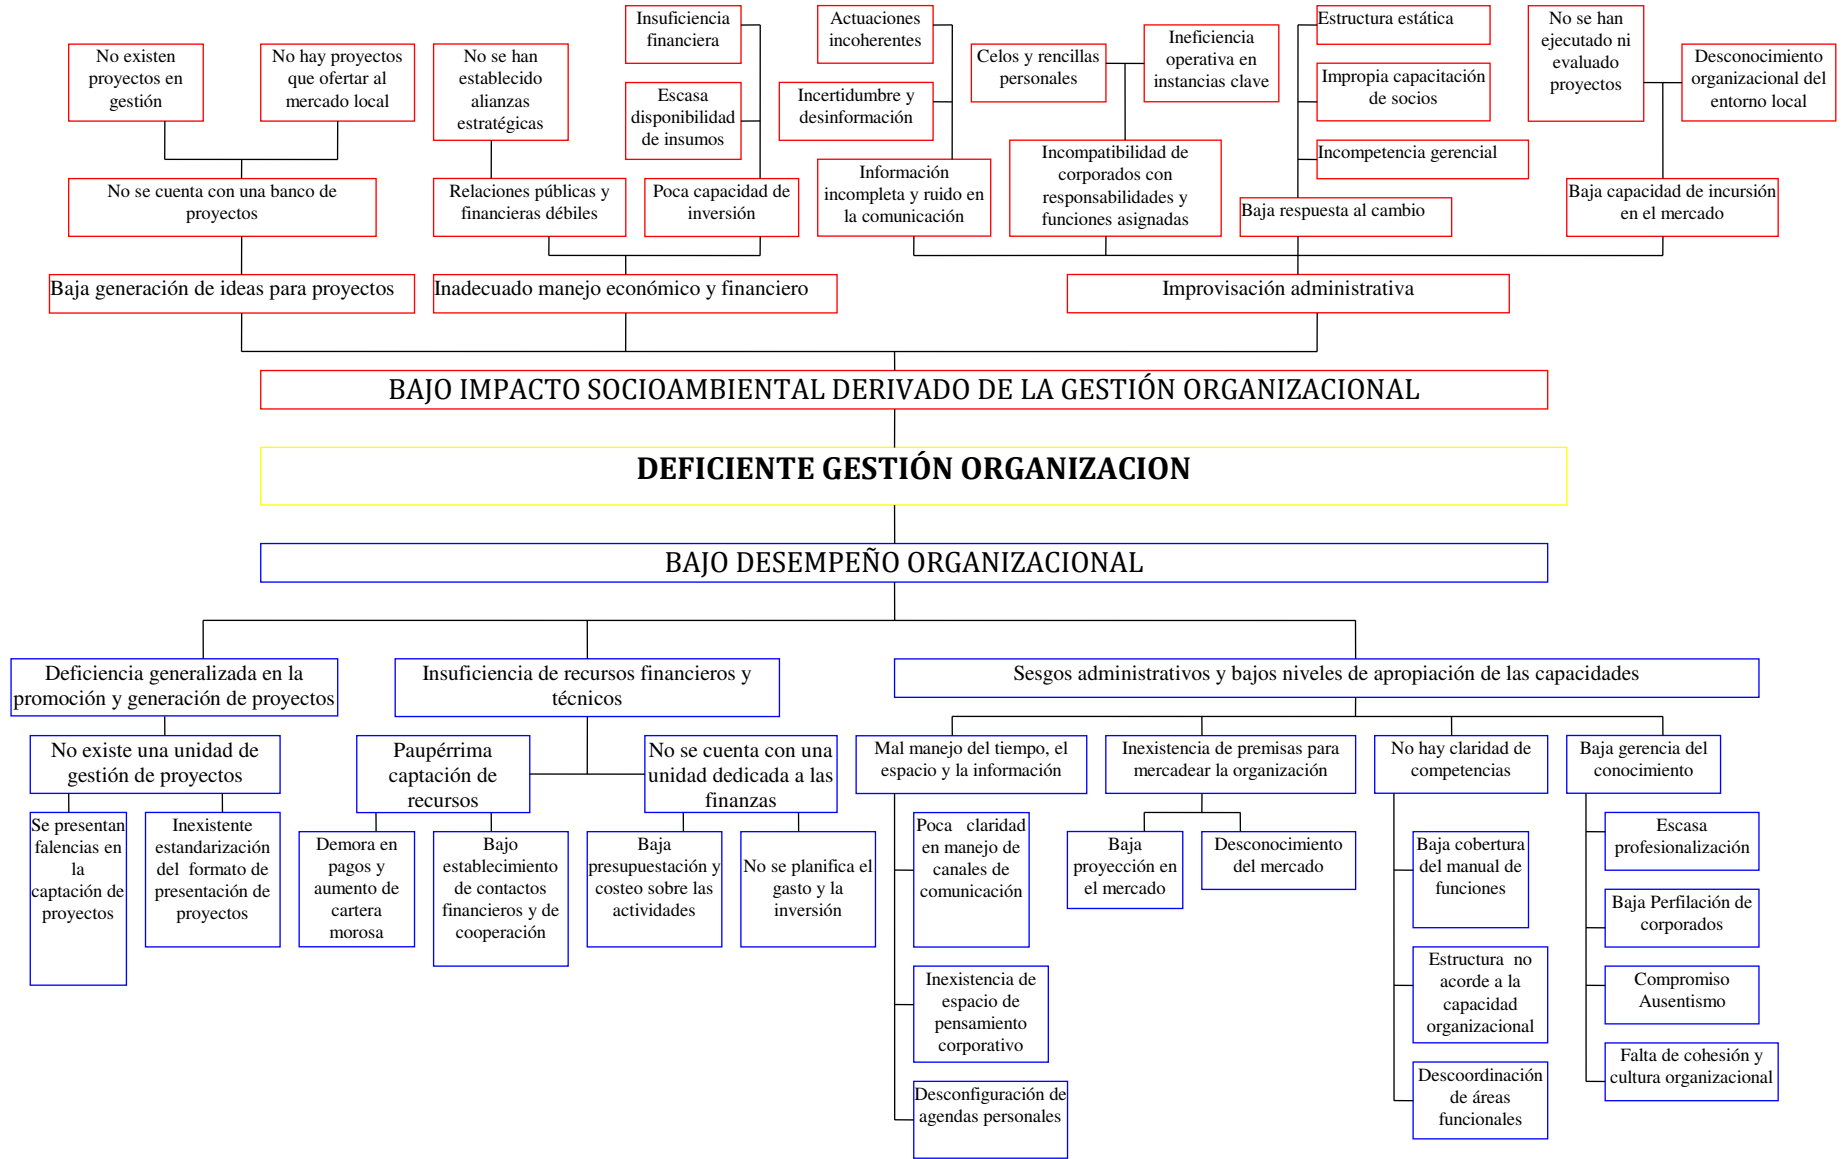 No existen
proyectos en
gestión
No hay proyectos
que ofertar al
mercado local
No se han
establecido
alianzas
estratégicas
Insuficiencia
financiera
Escasa
disponibilidad
de insumos
Actuaciones
incoherentes
Incertidumbre y
desinformación
Celos y rencillas
personales
Ineficiencia
operativa en
instancias clave
Estructura estática
Impropia capacitación
de socios
Incompetencia gerencial
No se han
ejecutado ni
evaluado
proyectos
Desconocimiento
organizacional del
entorno local
No se cuenta con una banco de
proyectos
Relaciones públicas y
financieras débiles
Poca capacidad de
inversión
Información
incompleta y ruido en
la comunicación
Incompatibilidad de
corporados con
responsabilidades y
funciones asignadas
Baja respuesta al cambio
Baja capacidad de incursión
en el mercado
Baja generación de ideas para proyectos
Inadecuado manejo económico y financiero
Improvisación administrativa
BAJO IMPACTO SOCIOAMBIENTAL DERIVADO DE LA GESTIÓN ORGANIZACIONAL
DEFICIENTE GESTIÓN ORGANIZACION
BAJO DESEMPEÑO ORGANIZACIONAL
Deficiencia generalizada en la
promoción y generación de proyectos
Insuficiencia de recursos financieros y
técnicos
Sesgos administrativos y bajos niveles de apropiación de las capacidades
No existe una unidad de
gestión de proyectos
Paupérrima
captación de
recursos
No se cuenta con una
unidad dedicada a las
finanzas
Mal manejo del tiempo, el
espacio y la información
Inexistencia de premisas para
mercadear la organización
No hay claridad de
competencias
Baja gerencia del
conocimiento
Se presentan
falencias en
la
captación de
proyectos
Inexistente
estandarización
del formato de
presentación de
proyectos
Demora en
pagos y
aumento de
cartera
morosa
Bajo
establecimiento
de contactos
financieros y de
cooperación
Baja
presupuestación y
costeo sobre las
actividades
No se planifica el
gasto y la
inversión
Poca claridad
en manejo de
canales de
comunicación
Inexistencia de
espacio de
pensamiento
corporativo
Desconfiguración de
agendas personales
Baja
proyección en
el mercado
Desconocimiento
del mercado
Baja cobertura
del manual de
funciones
Estructura no
acorde a la
capacidad
organizacional
Descoordinación
de áreas
funcionales
Escasa
profesionalización
Baja Perfilación de
corporados
Compromiso
Ausentismo
Falta de cohesión y
cultura organizacional